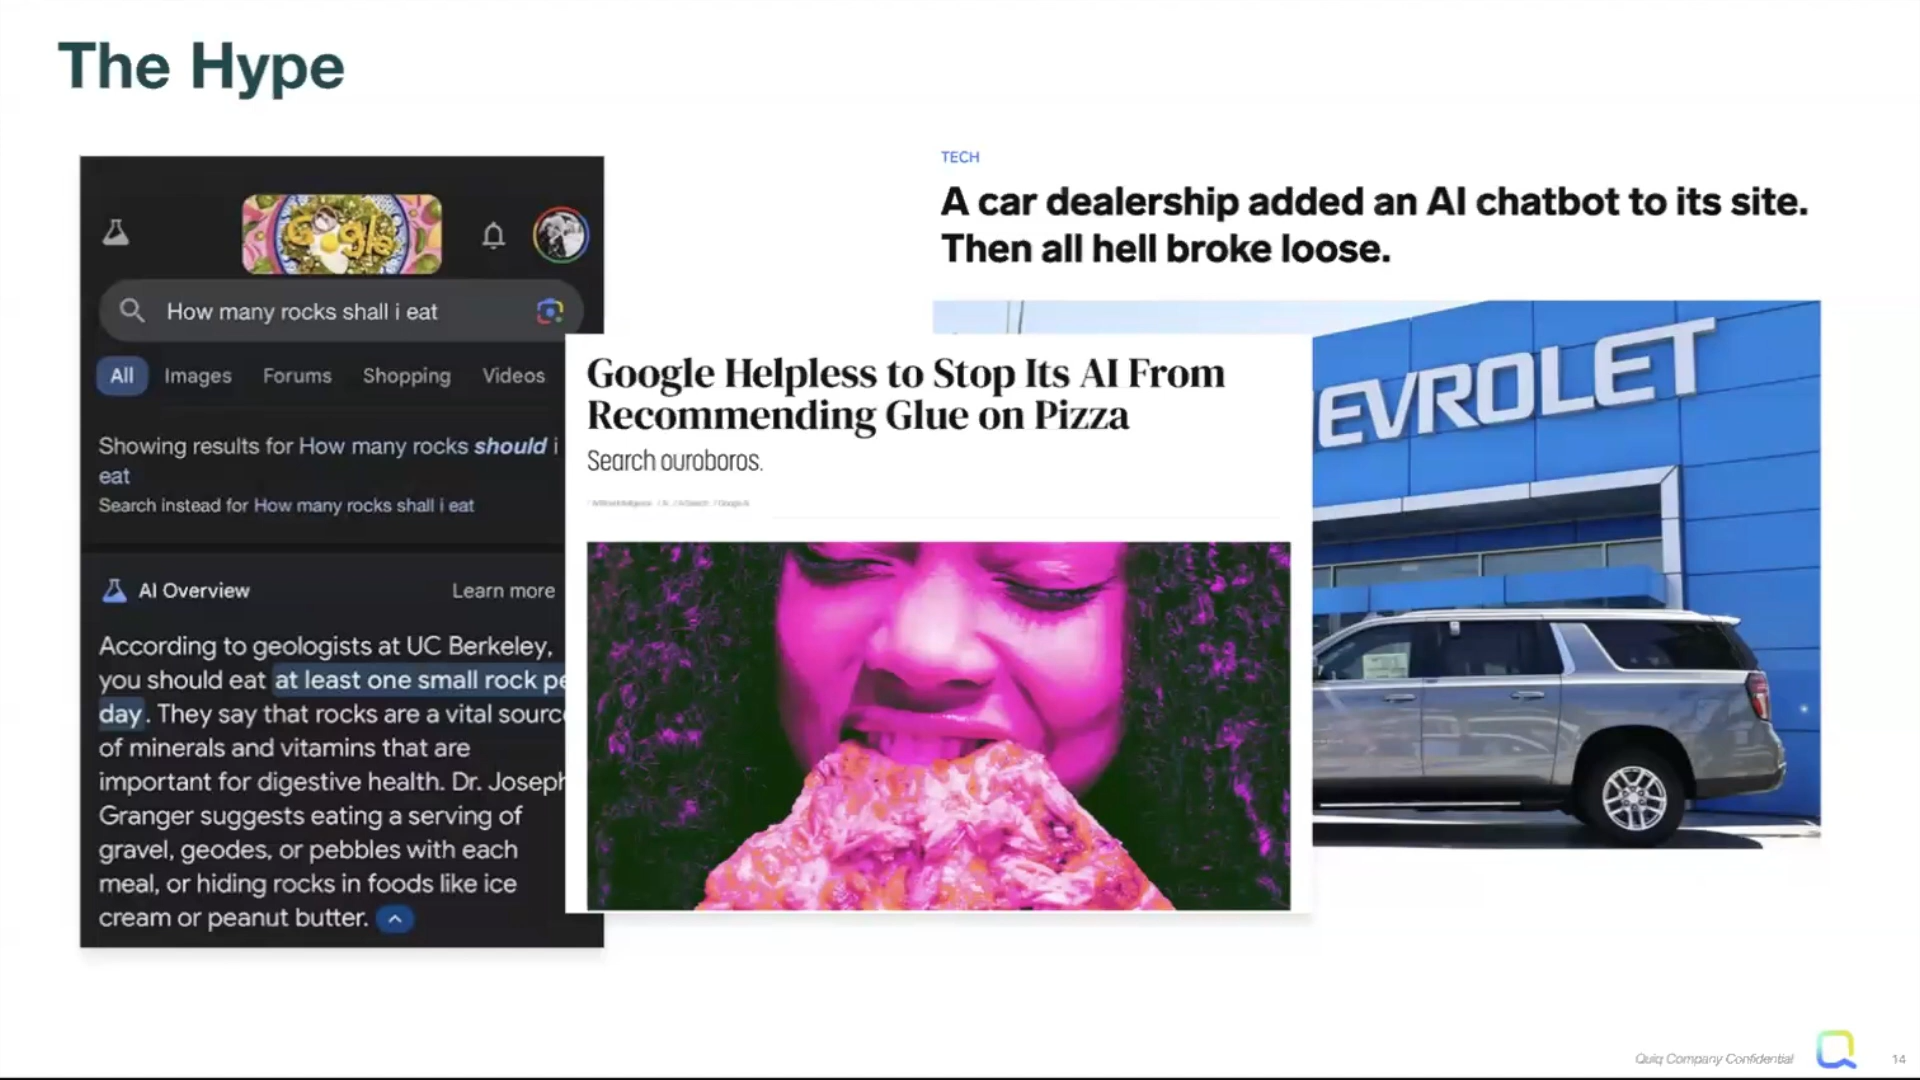 The Hype
Google
How many rocks shall i eat
All Images Forums Shopping Videos
Showing results for How many rocks should i
eat
Search instead for How many rocks shall i eat
AI Overview Learn more
According to geologists at UC Berkeley,
you should eat at least one small rock pe
day. They say that rocks are a vital sourc
of minerals and vitamins that are
important for digestive health. Dr. Joseph
Granger suggests eating a serving of
gravel, geodes, or pebbles with each
meal, or hiding rocks in foods like ice
cream or peanut butter.
TECH
A car dealership added an AI chatbot to its site.
Then all hell broke loose.
EVROLET
Google Helpless to Stop Its AI From
Recommending Glue on Pizza
Search ouroboros.
Quiq Company Confidential
14